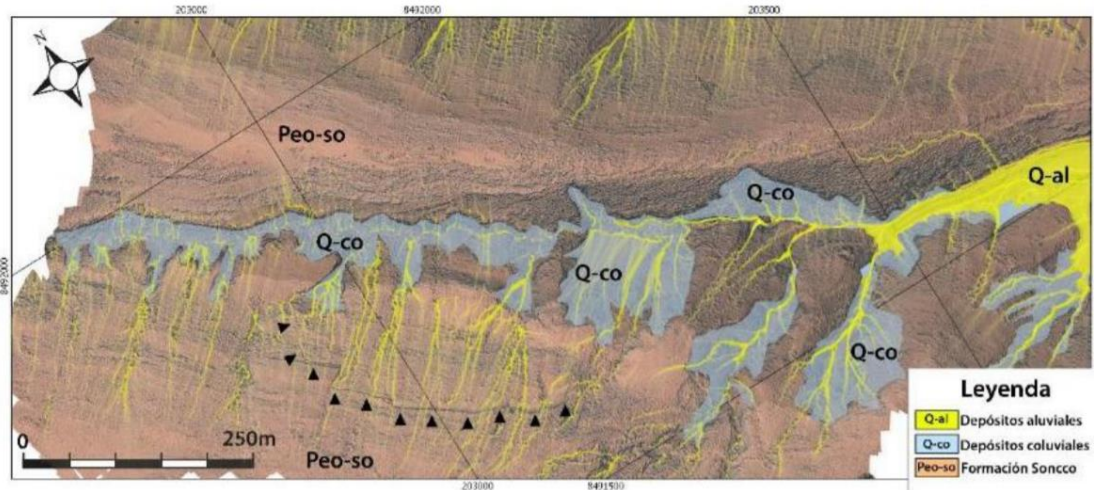 203000
8492000
203500
N
Peo-so
Q-co
Q-al
Q-co
Q-co
8492000
Q-co
Leyenda
Q-al Depósitos aluviales
Q-co Depósitos coluviales
Peo-so Formación Soncco
0 250m
Peo-so
203000
8491500